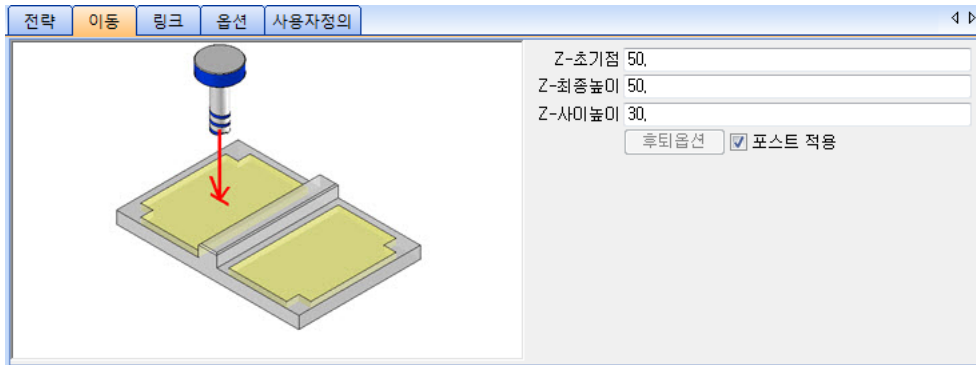 전략 이동 링크 옵션 사용자정의
Z-초기점 50,
Z-최종높이 50,
Z-사이높이 30,
후퇴옵션 포스트 적용